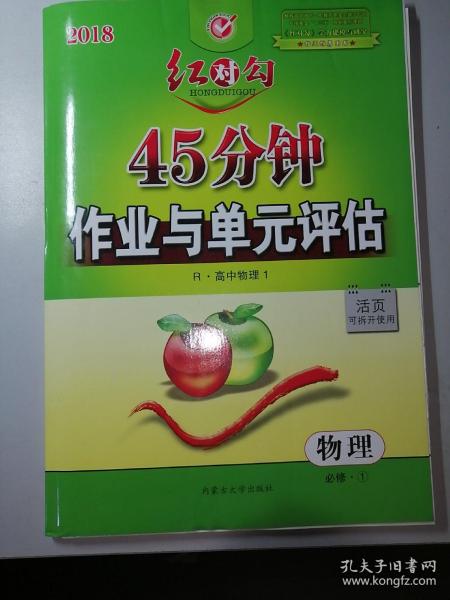 2018
红对勾
HONGDUIGOU
45分钟
作业与单元评估
R·高中物理 1
活页
可拆开使用
物理
必修·①
内蒙古大学出版社
孔夫子旧书网
www.kongfz.com